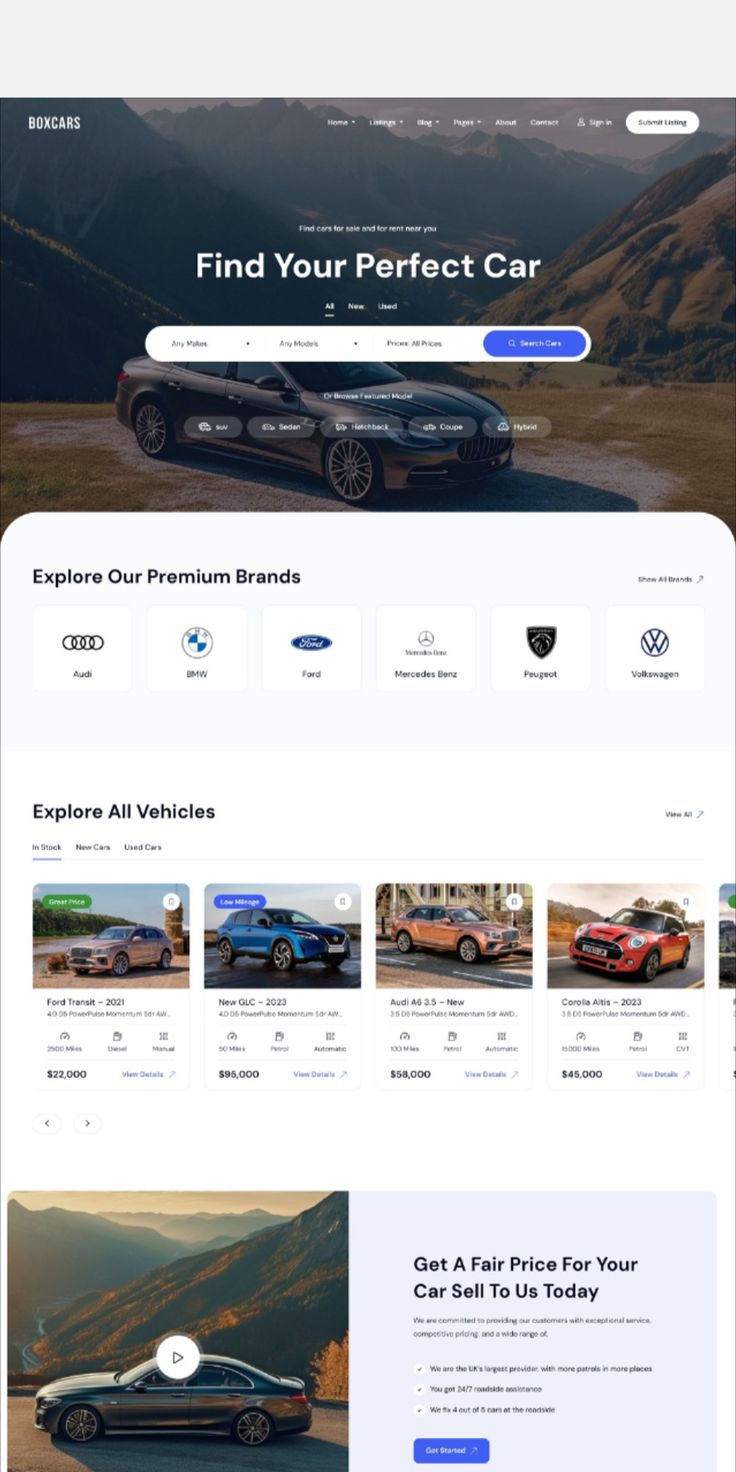 BOXCARS
Home Listings Blog Pages About Contact Sign in Submit Listing
Find cars for sale and for rent near you
Find Your Perfect Car
All New Used
Any Makes Any Models Prices: All Prices Search Cars
Or Browse Featured Model
suv Sedan Hatchback Coupe Hybrid
Explore Our Premium Brands
Show All Brands
Ford
Mercedes-Benz
Audi BMW Ford Mercedes Benz Peugeot Volkswagen
Explore All Vehicles
View All
In Stock New Cars Used Cars
Great Price Low Mileage
Ford Transit – 2021 New GLC – 2023 Audi A6 3.5 – New Corolla Altis – 2023
4.0 D5 PowerPulse Momentum 5dr AW... 4.0 D5 PowerPulse Momentum 5dr AW... 3.5 D5 PowerPulse Momentum 5dr AW... 3.5 D5 PowerPulse Momentum 5dr AWD...
2500 Miles Diesel Manual 50 Miles Petrol Automatic 100 Miles Petrol Automatic 15000 Miles Petrol CVT
$22,000 View Details $95,000 View Details $58,000 View Details $45,000 View Details
Get A Fair Price For Your
Car Sell To Us Today
We are committed to providing our customers with exceptional service,
competitive pricing, and a wide range of.
We are the UK's largest provider, with more patrols in more places
You get 24/7 roadside assistance
We fix 4 out of 5 cars at the roadside
Get Started